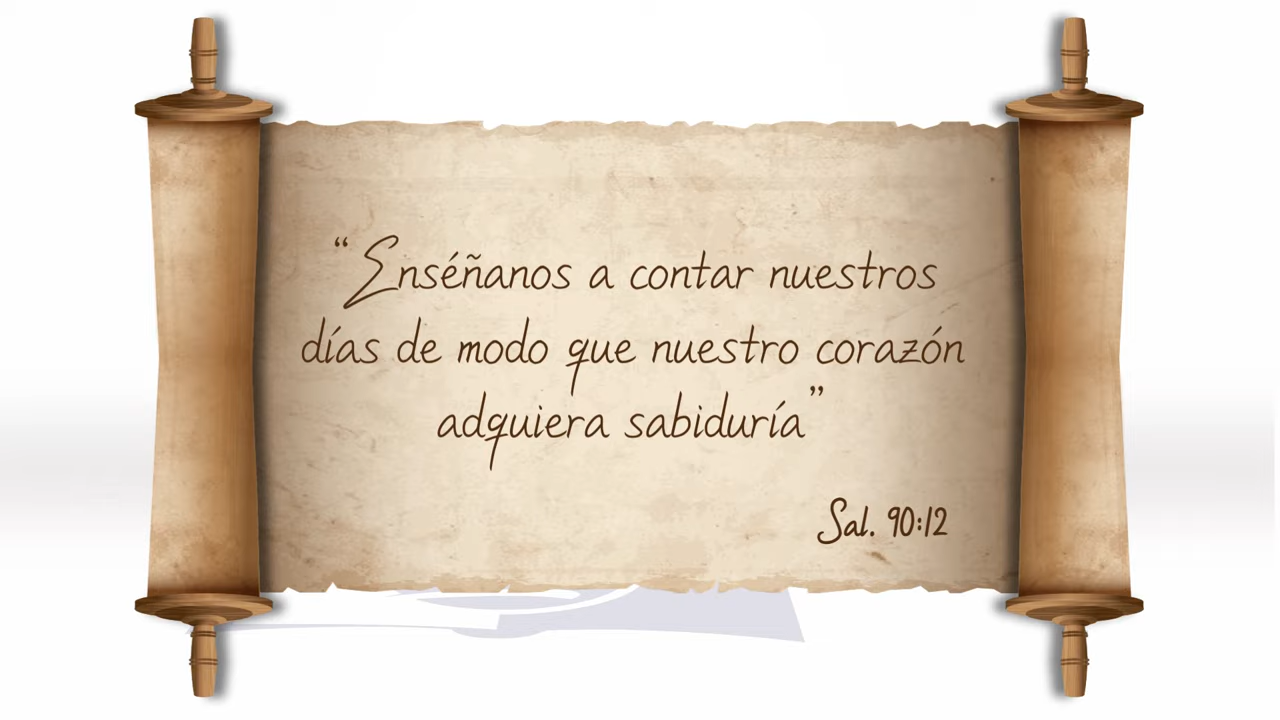 “Enséñanos a contar nuestros
días de modo que nuestro corazón
adquiera sabiduría”
Sal. 90:12